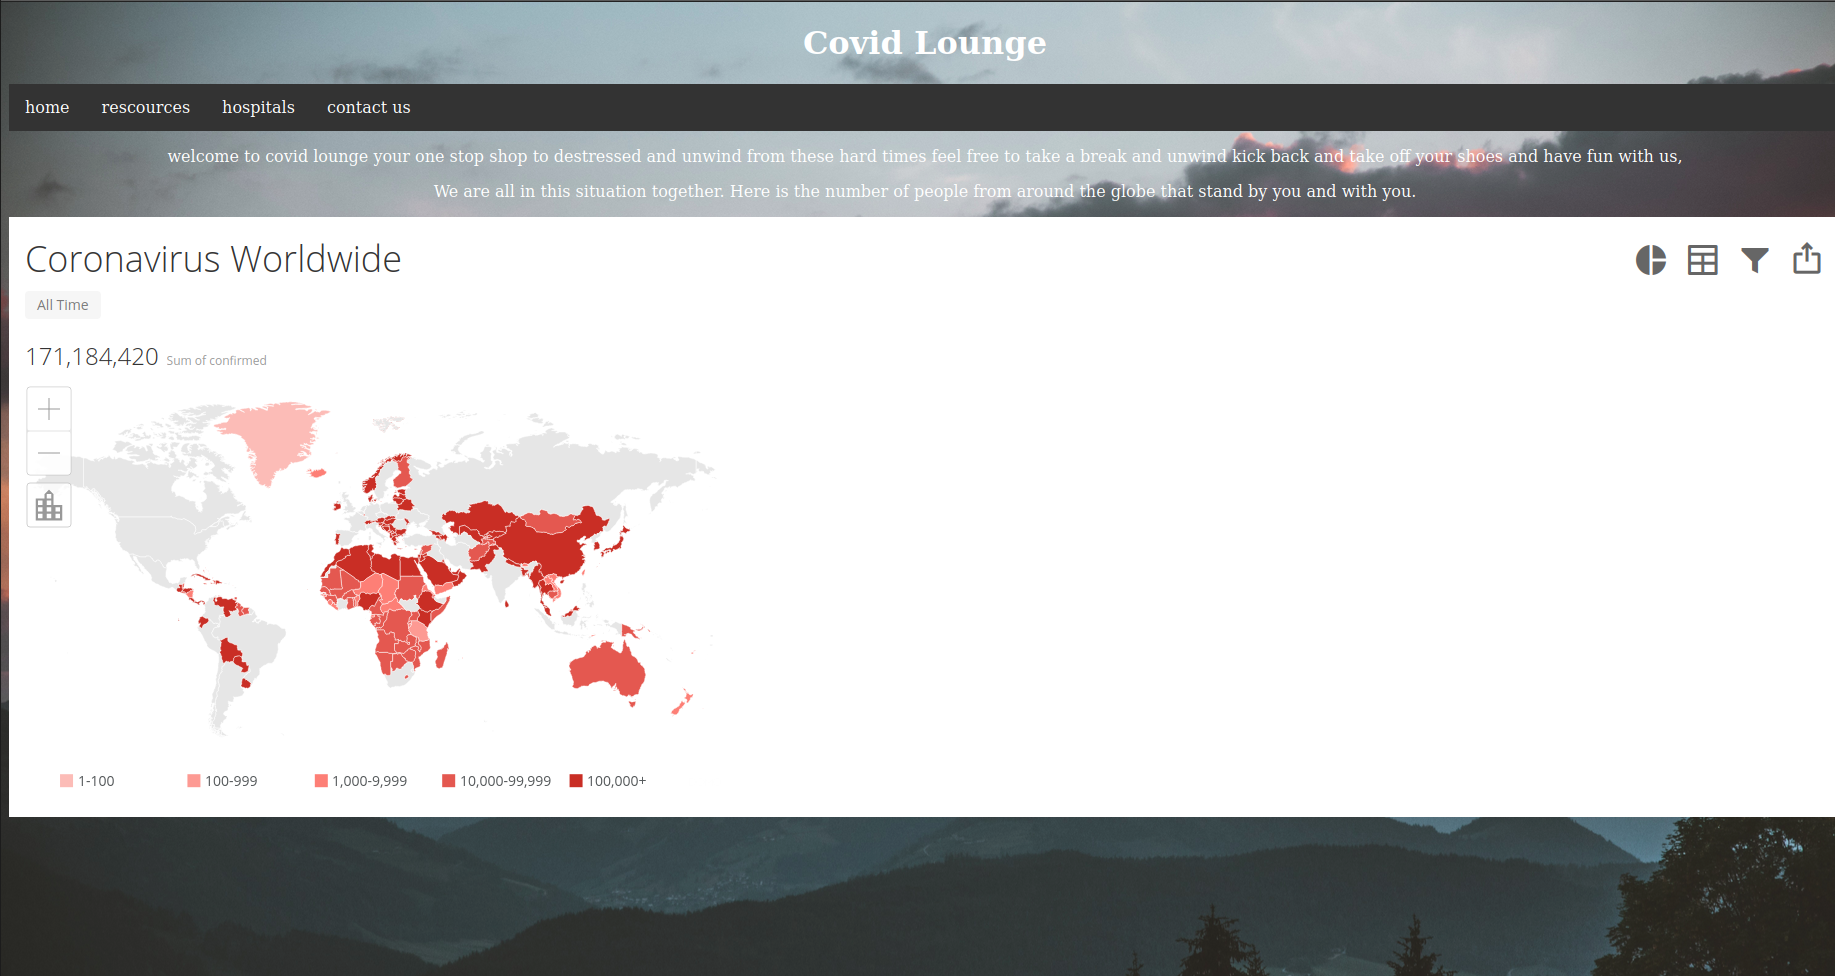 Covid Lounge
home rescources hospitals contact us
welcome to covid lounge your one stop shop to destressed and unwind from these hard times feel free to take a break and unwind kick back and take off your shoes and have fun with us,
We are all in this situation together. Here is the number of people from around the globe that stand by you and with you.
Coronavirus Worldwide
All Time
171,184,420 Sum of confirmed
1-100 100-999 1,000-9,999 10,000-99,999 100,000+